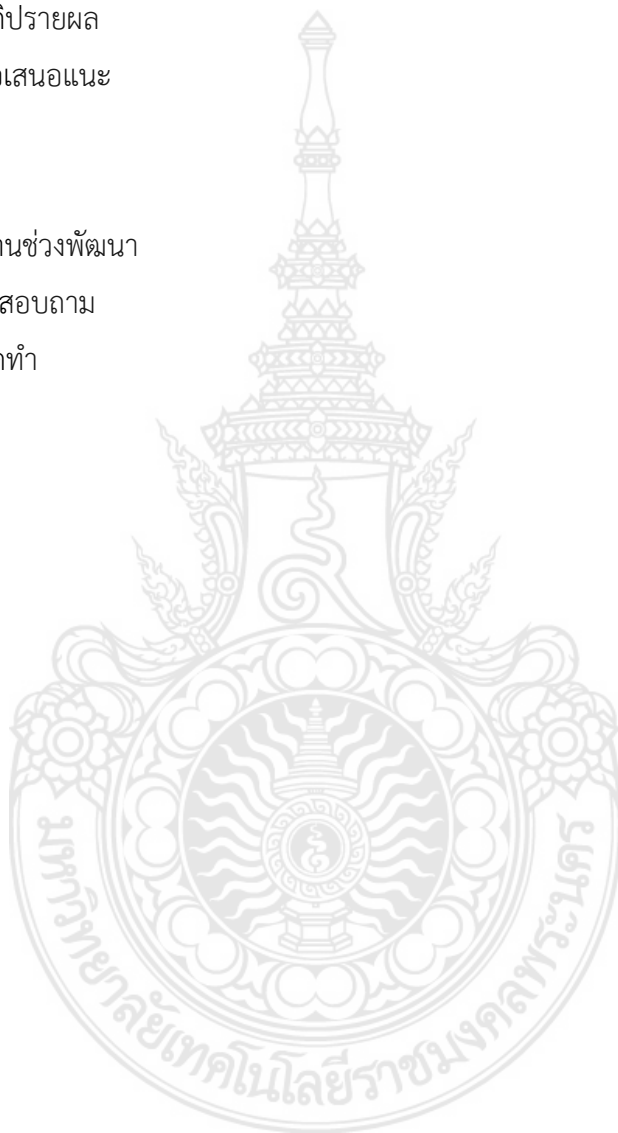 ติปรายผล
อเสนอแนะ
านช่วงพัฒนา
สอบถาม
ทำ
มหาวิทยาลัยเทคโนโลยีราชมงคลพระนคร